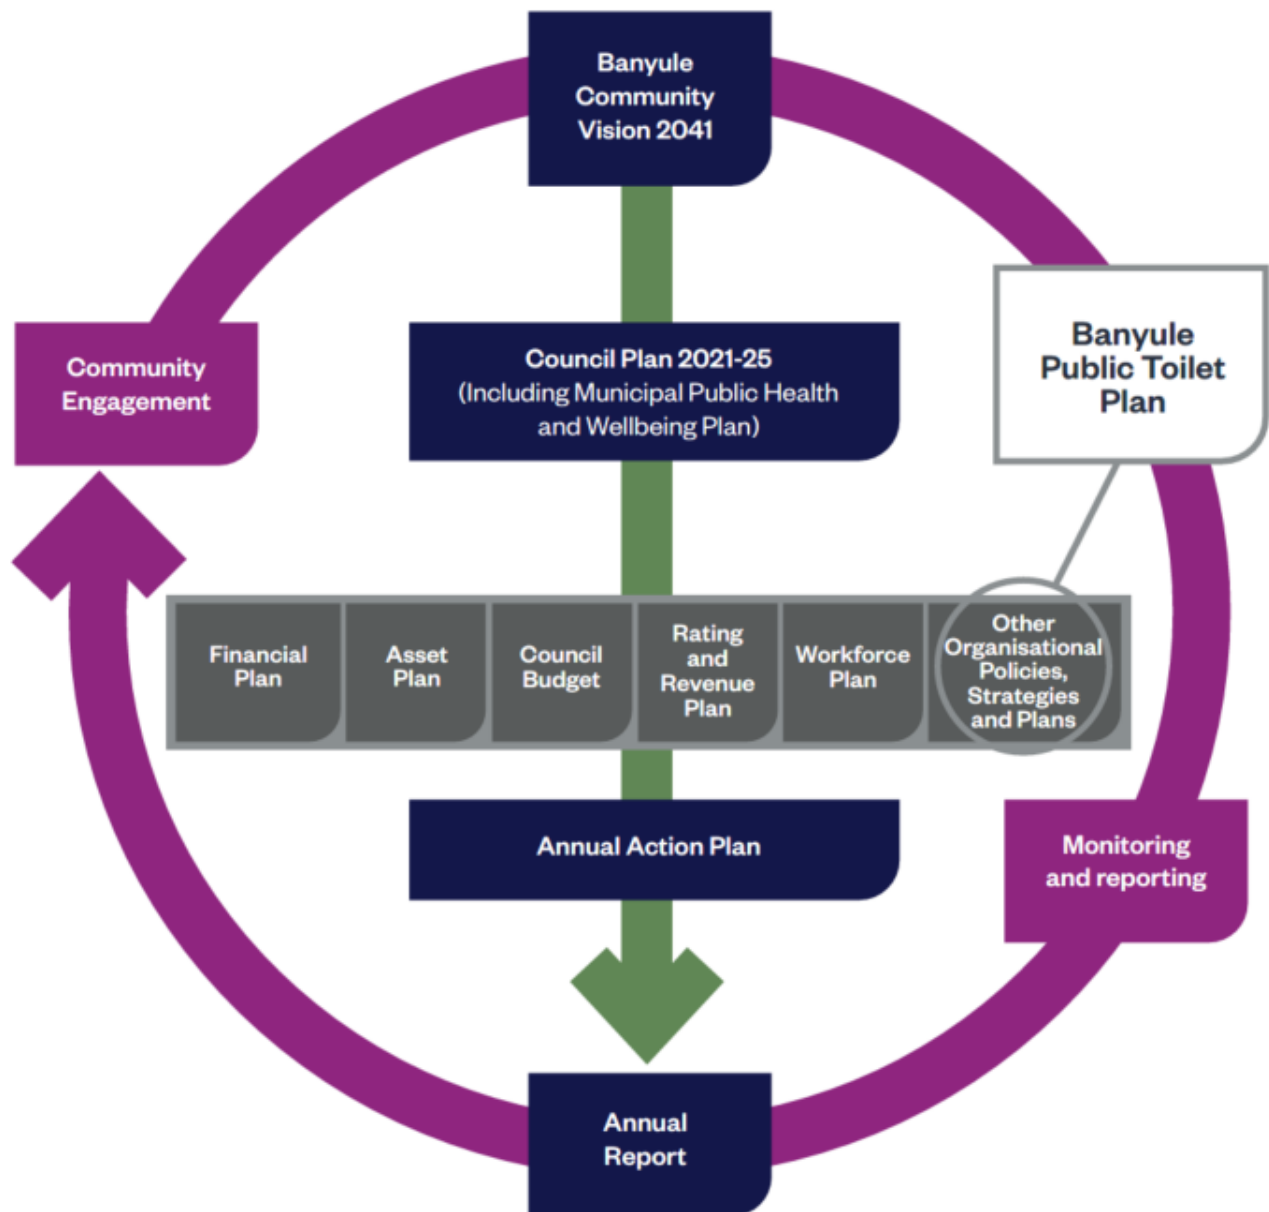 Banyule
Community
Vision 2041
Community
Engagement
Council Plan 2021-25
(Including Municipal Public Health
and Wellbeing Plan)
Banyule
Public Toilet
Plan
Financial
Plan
Asset
Plan
Council
Budget
Rating
and
Revenue
Plan
Workforce
Plan
Other
Organisational
Policies,
Strategies
and Plans
Annual Action Plan
Monitoring
and reporting
Annual
Report